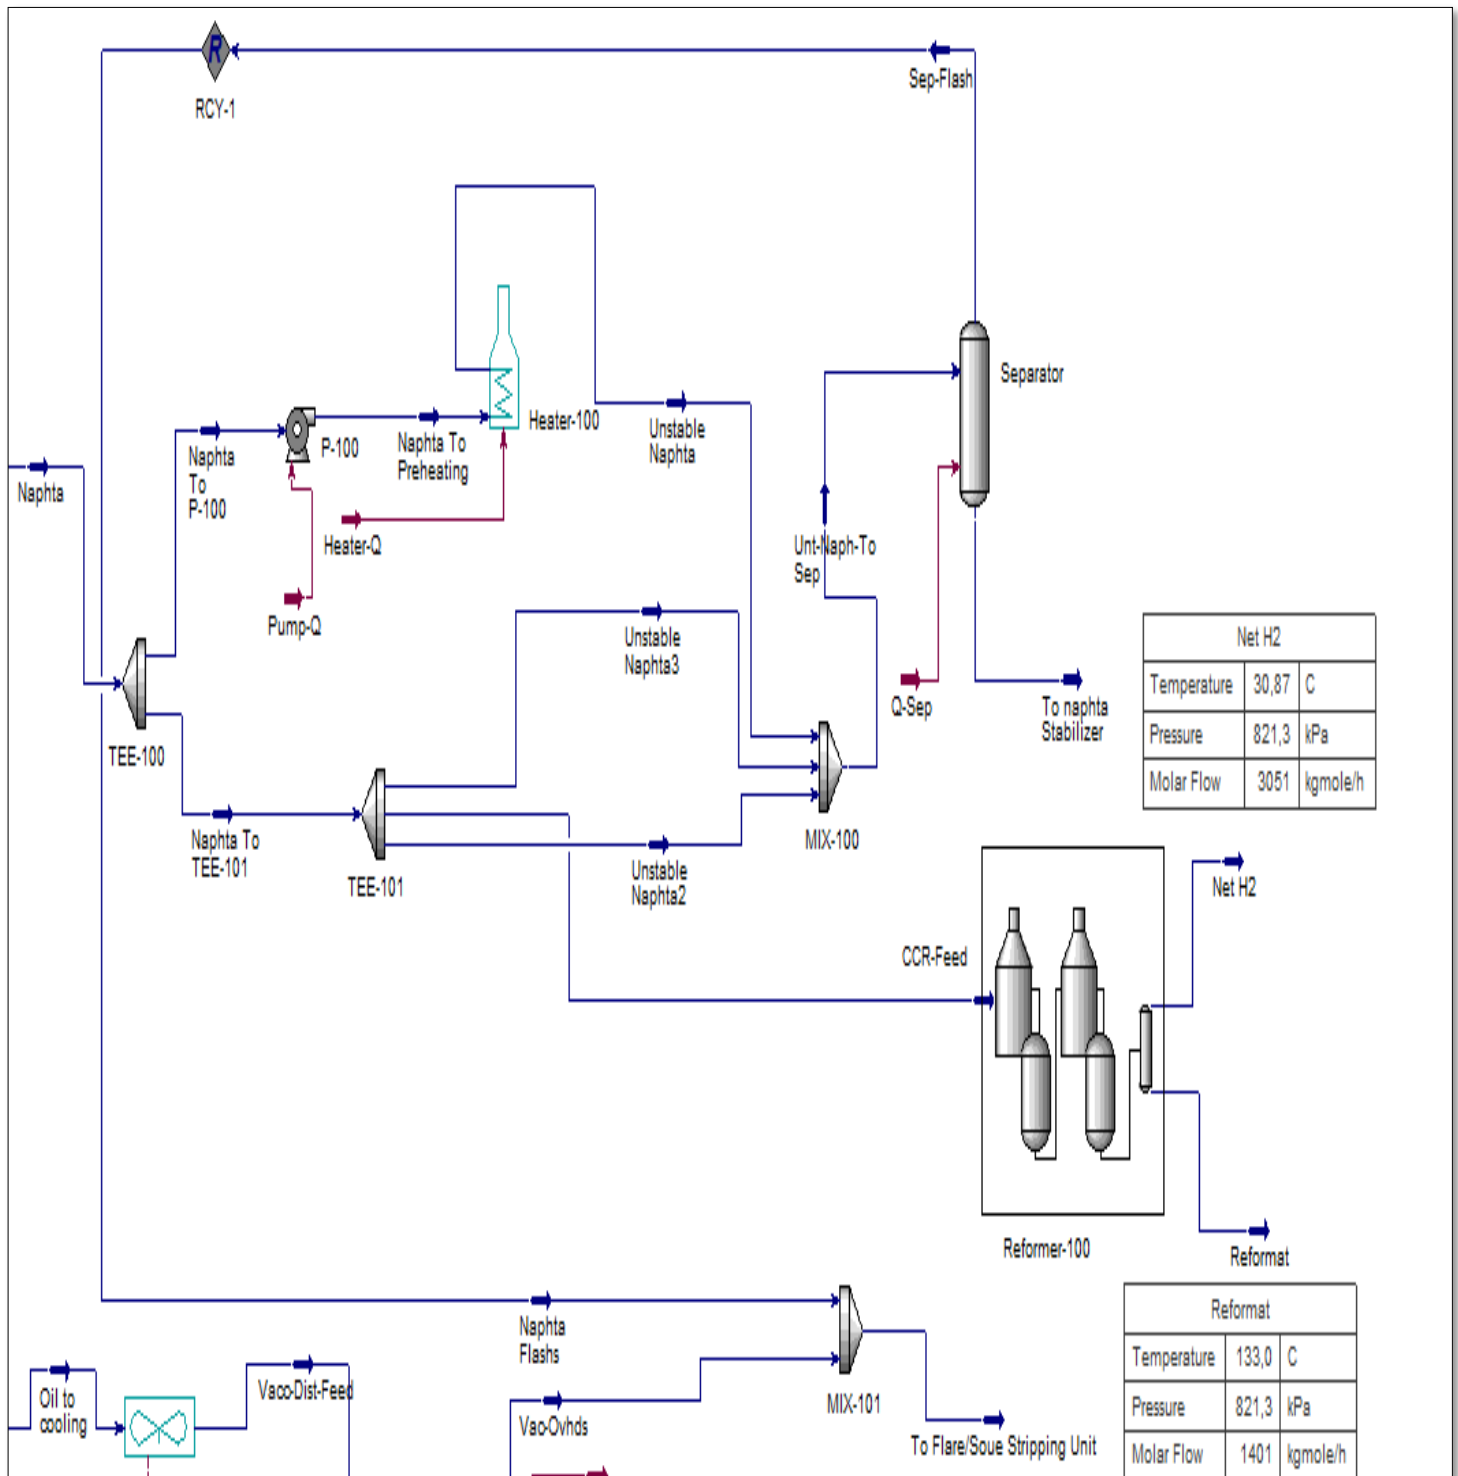 R
Sep-Flash
RCY-1
Separator
Heater-100
Naphta
To
P-100
P-100
Naphta To
Preheating
Unstable
Naphta
Naphta
Heater-Q
Unt-Naph-To
Sep
Pump-Q
Unstable
Naphta3
Q-Sep
To naphta
Stabilizer
Net H2
Temperature 30,87 C
Pressure 821,3 kPa
Molar Flow 3051 kgmole/h
TEE-100
Naphta To
TEE-101
TEE-101
Unstable
Naphta2
MIX-100
Net H2
CCR-Feed
Reformer-100
Reformat
Naphta
Flashs
Reformat
Temperature 133,0 C
Pressure 821,3 kPa
Molar Flow 1401 kgmole/h
Oil to
cooling
Vaco-Dist-Feed
Vac-Ovhds
MIX-101
To Flare/Soue Stripping Unit